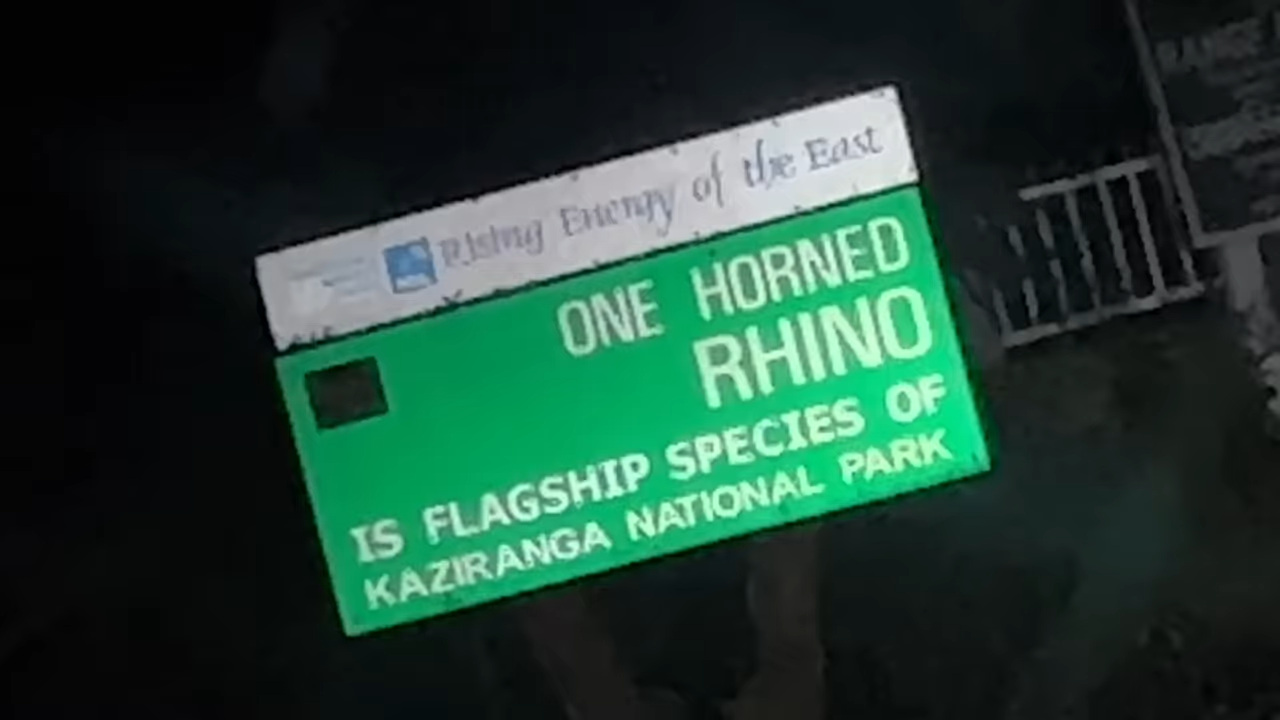 Rising Energy of the East
ONE HORNED
RHINO
IS FLAGSHIP SPECIES OF
KAZIRANGA NATIONAL PARK